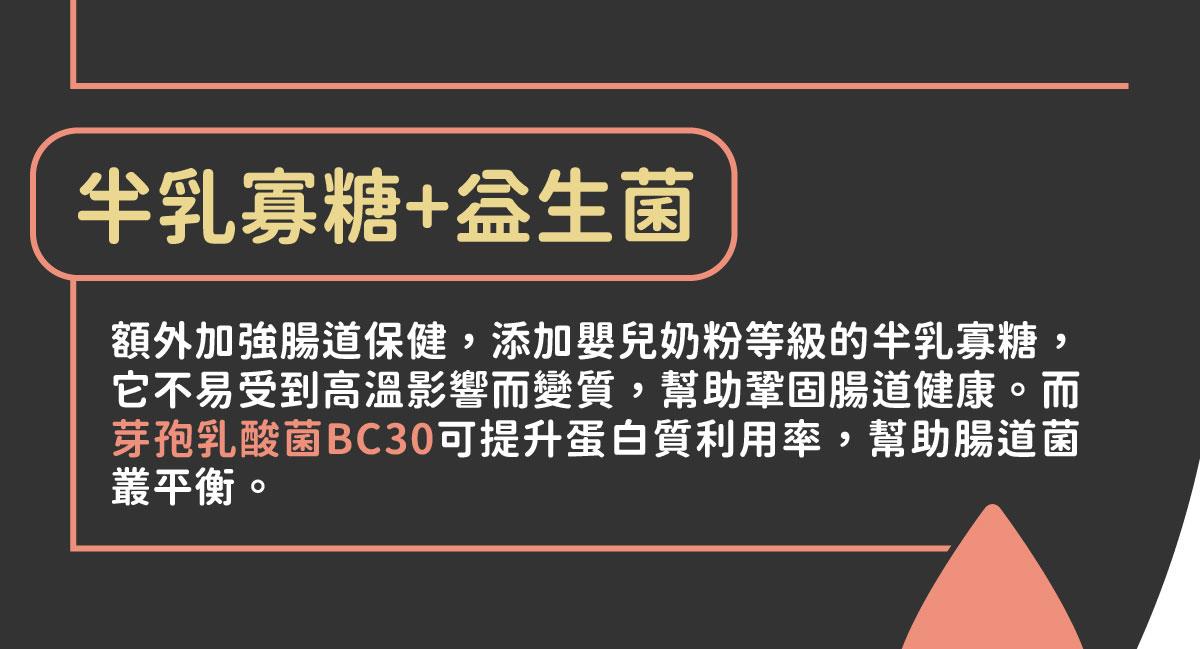 半乳寡糖+益生菌
額外加強腸道保健，添加嬰兒奶粉等級的半乳寡糖，
它不易受到高溫影響而變質，幫助鞏固腸道健康。而
芽孢乳酸菌BC30可提升蛋白質利用率，幫助腸道菌
叢平衡。